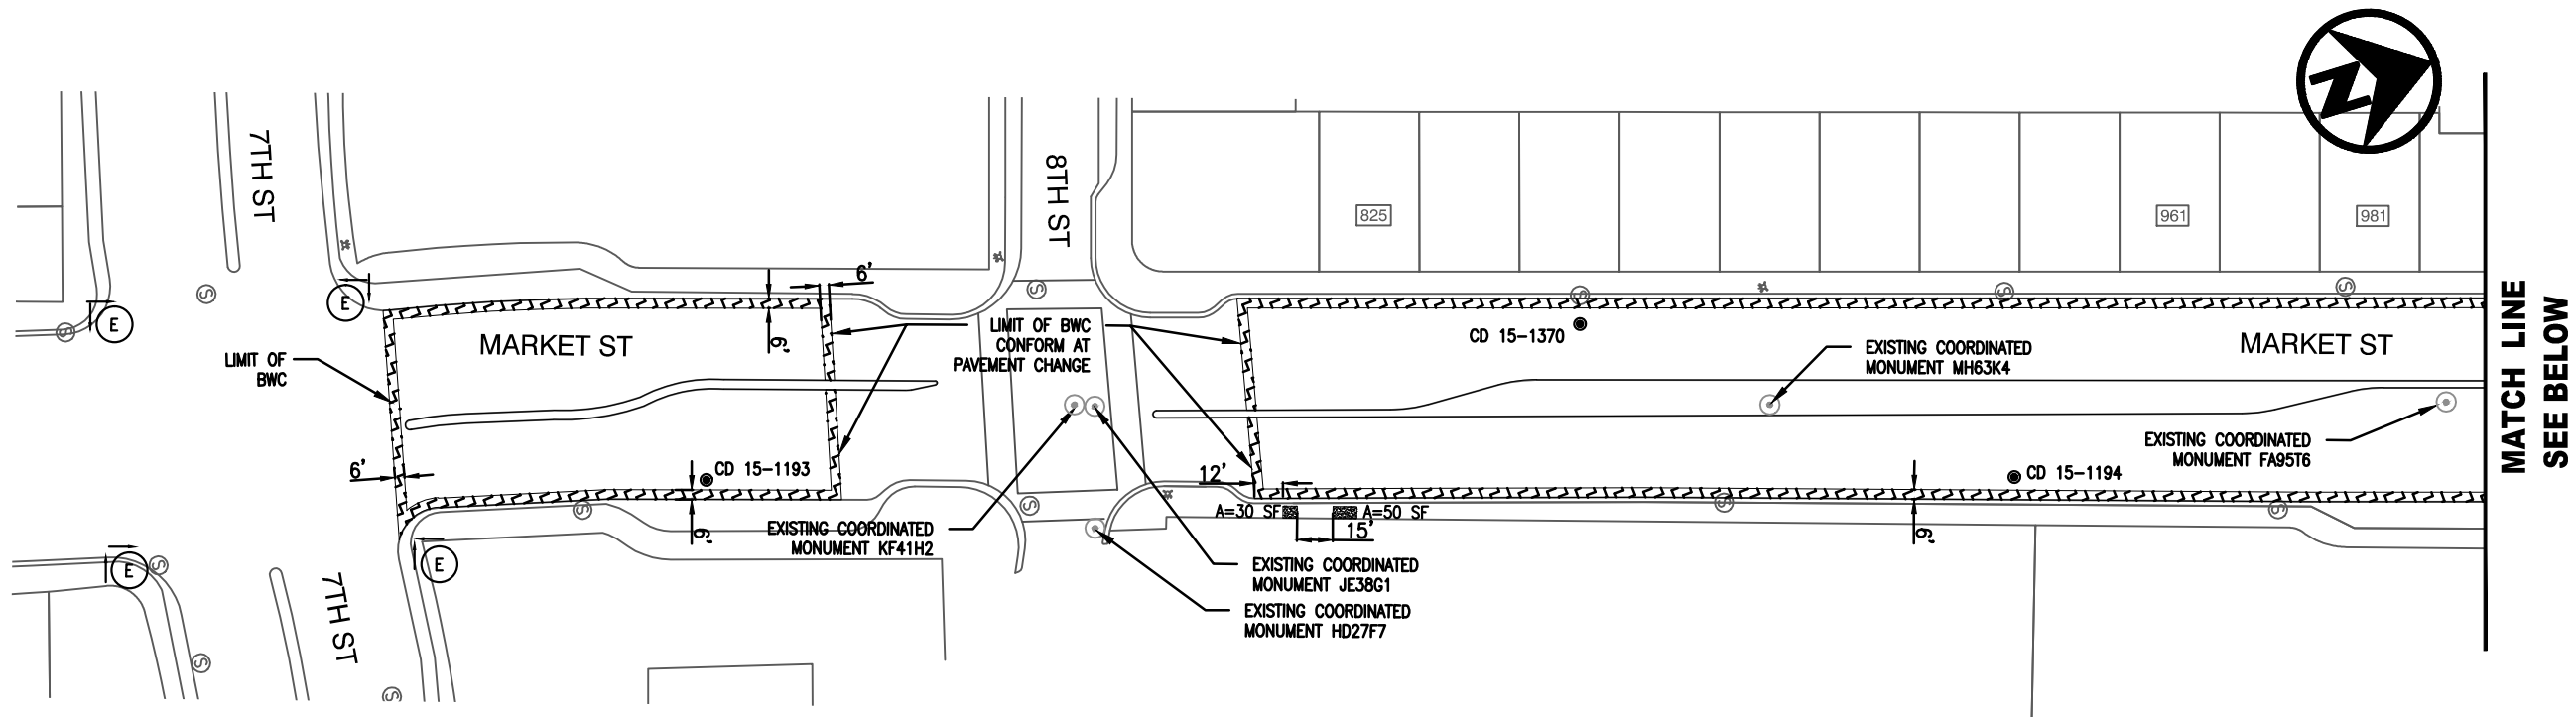 N
7TH ST
8TH ST
825
961
981
S
S
S
S
S
S
6'
E
E
S
MARKET ST
6'
LIMIT OF BWC
CONFORM AT
PAVEMENT CHANGE
CD 15-1370
MARKET ST
EXISTING COORDINATED
MONUMENT MH63K4
LIMIT OF
BWC
MATCH LINE
SEE BELOW
EXISTING COORDINATED
MONUMENT FA95T6
6'
CD 15-1193
12'
CD 15-1194
S
S
S
S
A=30 SF
A=50 SF
15'
6'
6'
EXISTING COORDINATED
MONUMENT KF41H2
E
S
E
EXISTING COORDINATED
MONUMENT JE38G1
EXISTING COORDINATED
MONUMENT HD27F7
7TH ST
S
S